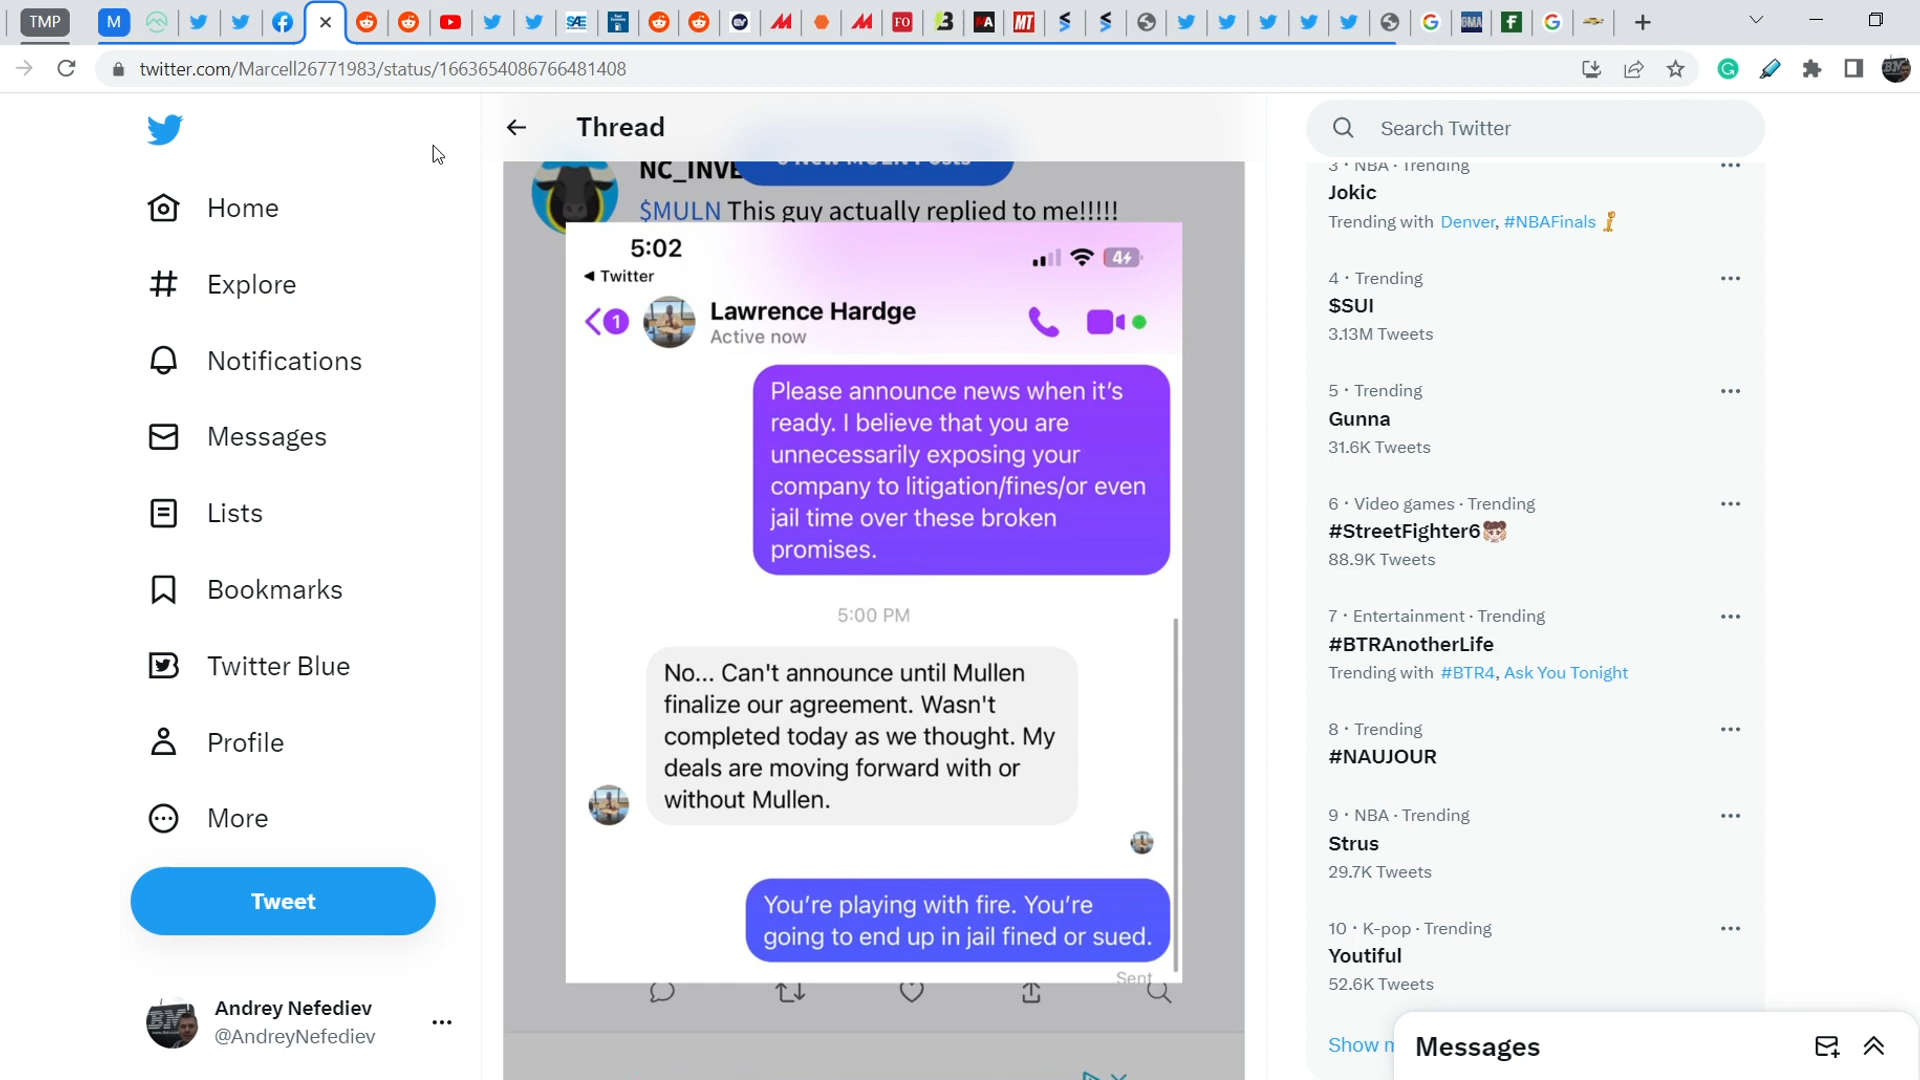 TMP
M
SAE
M
M
FO
B
MA
MT
S
S
G
GMA
F
G
twitter.com/Marcell26771983/status/1663654086766481408
Thread
Search Twitter
Home
Explore
Notifications
Messages
Lists
Bookmarks
Twitter Blue
Profile
More
Tweet
Andrey Nefediev
@AndreyNefediev
NC_INVE
$MULN This guy actually replied to me!!!!!
5:02
Twitter
4
1
Lawrence Hardge
Active now
Please announce news when it's
ready. I believe that you are
unnecessarily exposing your
company to litigation/fines/or even
jail time over these broken
promises.
5:00 PM
No... Can't announce until Mullen
finalize our agreement. Wasn't
completed today as we thought. My
deals are moving forward with or
without Mullen.
You're playing with fire. You're
going to end up in jail fined or sued.
Sent
3 · NBA · Trending
Jokic
Trending with Denver, #NBAFinals
4 · Trending
$SUI
3.13M Tweets
5 · Trending
Gunna
31.6K Tweets
6 · Video games · Trending
#StreetFighter6
88.9K Tweets
7 · Entertainment · Trending
#BTRAnotherLife
Trending with #BTR4, Ask You Tonight
8 · Trending
#NAUJOUR
9 · NBA · Trending
Strus
29.7K Tweets
10 · K-pop · Trending
Youtiful
52.6K Tweets
Show
Messages